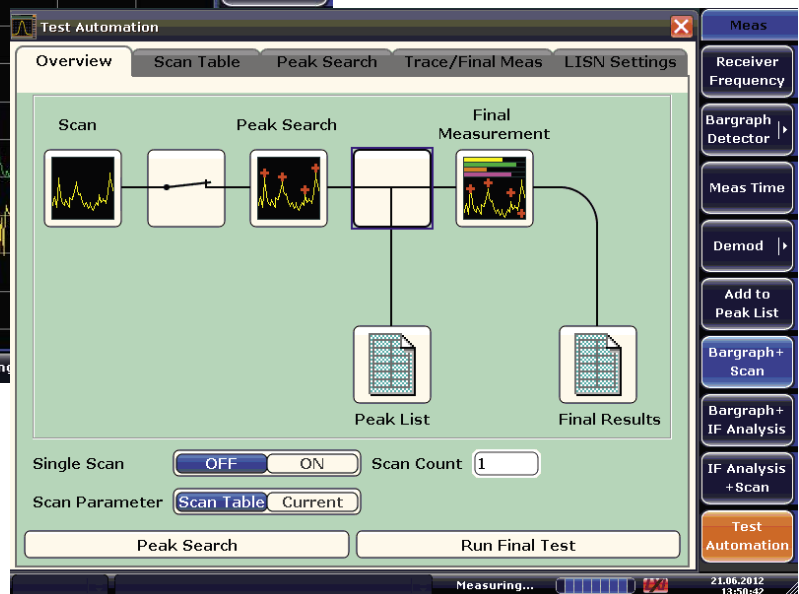 Test Automation
Meas
Overview Scan Table Peak Search Trace/Final Meas LISN Settings
Receiver
Frequency
Scan
Peak Search
Final
Measurement
Bargraph
Detector
Meas Time
Demod
Add to
Peak List
Bargraph+
Scan
Peak List
Final Results
Bargraph+
IF Analysis
Single Scan OFF ON Scan Count 1
IF Analysis
+Scan
Scan Parameter Scan Table Current
Peak Search Run Final Test
Test
Automation
Measuring...
21.06.2012
13:50:42